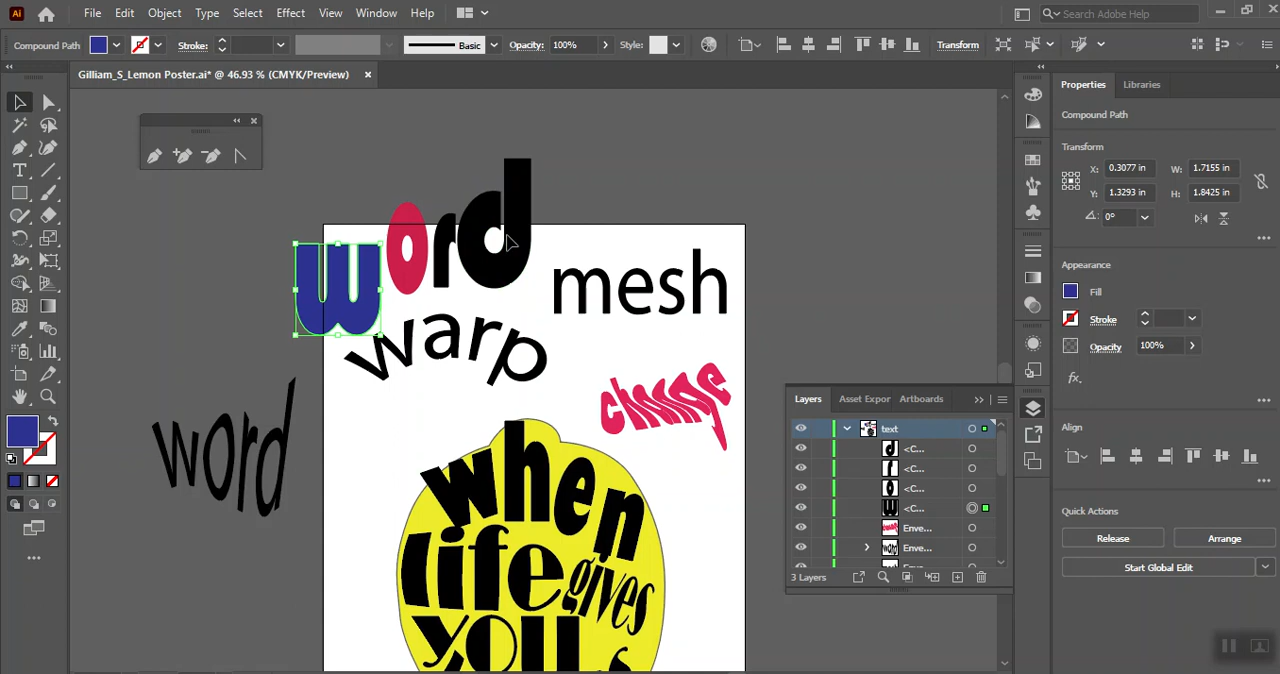 Ai File Edit Object Type Select Effect View Window Help Search Adobe Help
Compound Path Stroke: Basic Opacity: 100% Style: Transform
Gilliam_S_Lemon Poster.ai* @ 46.93 % (CMYK/Preview)
Properties Libraries
Compound Path
Transform
X: 0.3077 in W: 1.7155 in
Y: 1.3293 in H: 1.8425 in
0°
Appearance
Fill
Stroke
Opacity 100%
fx.
Align
Quick Actions
Release Arrange
Start Global Edit
word
mesh
warp
change
word
when
life gives
you
Layers Asset Expor Artboards
text
<C...
<C...
<C...
<C...
Enve...
Enve...
3 Layers